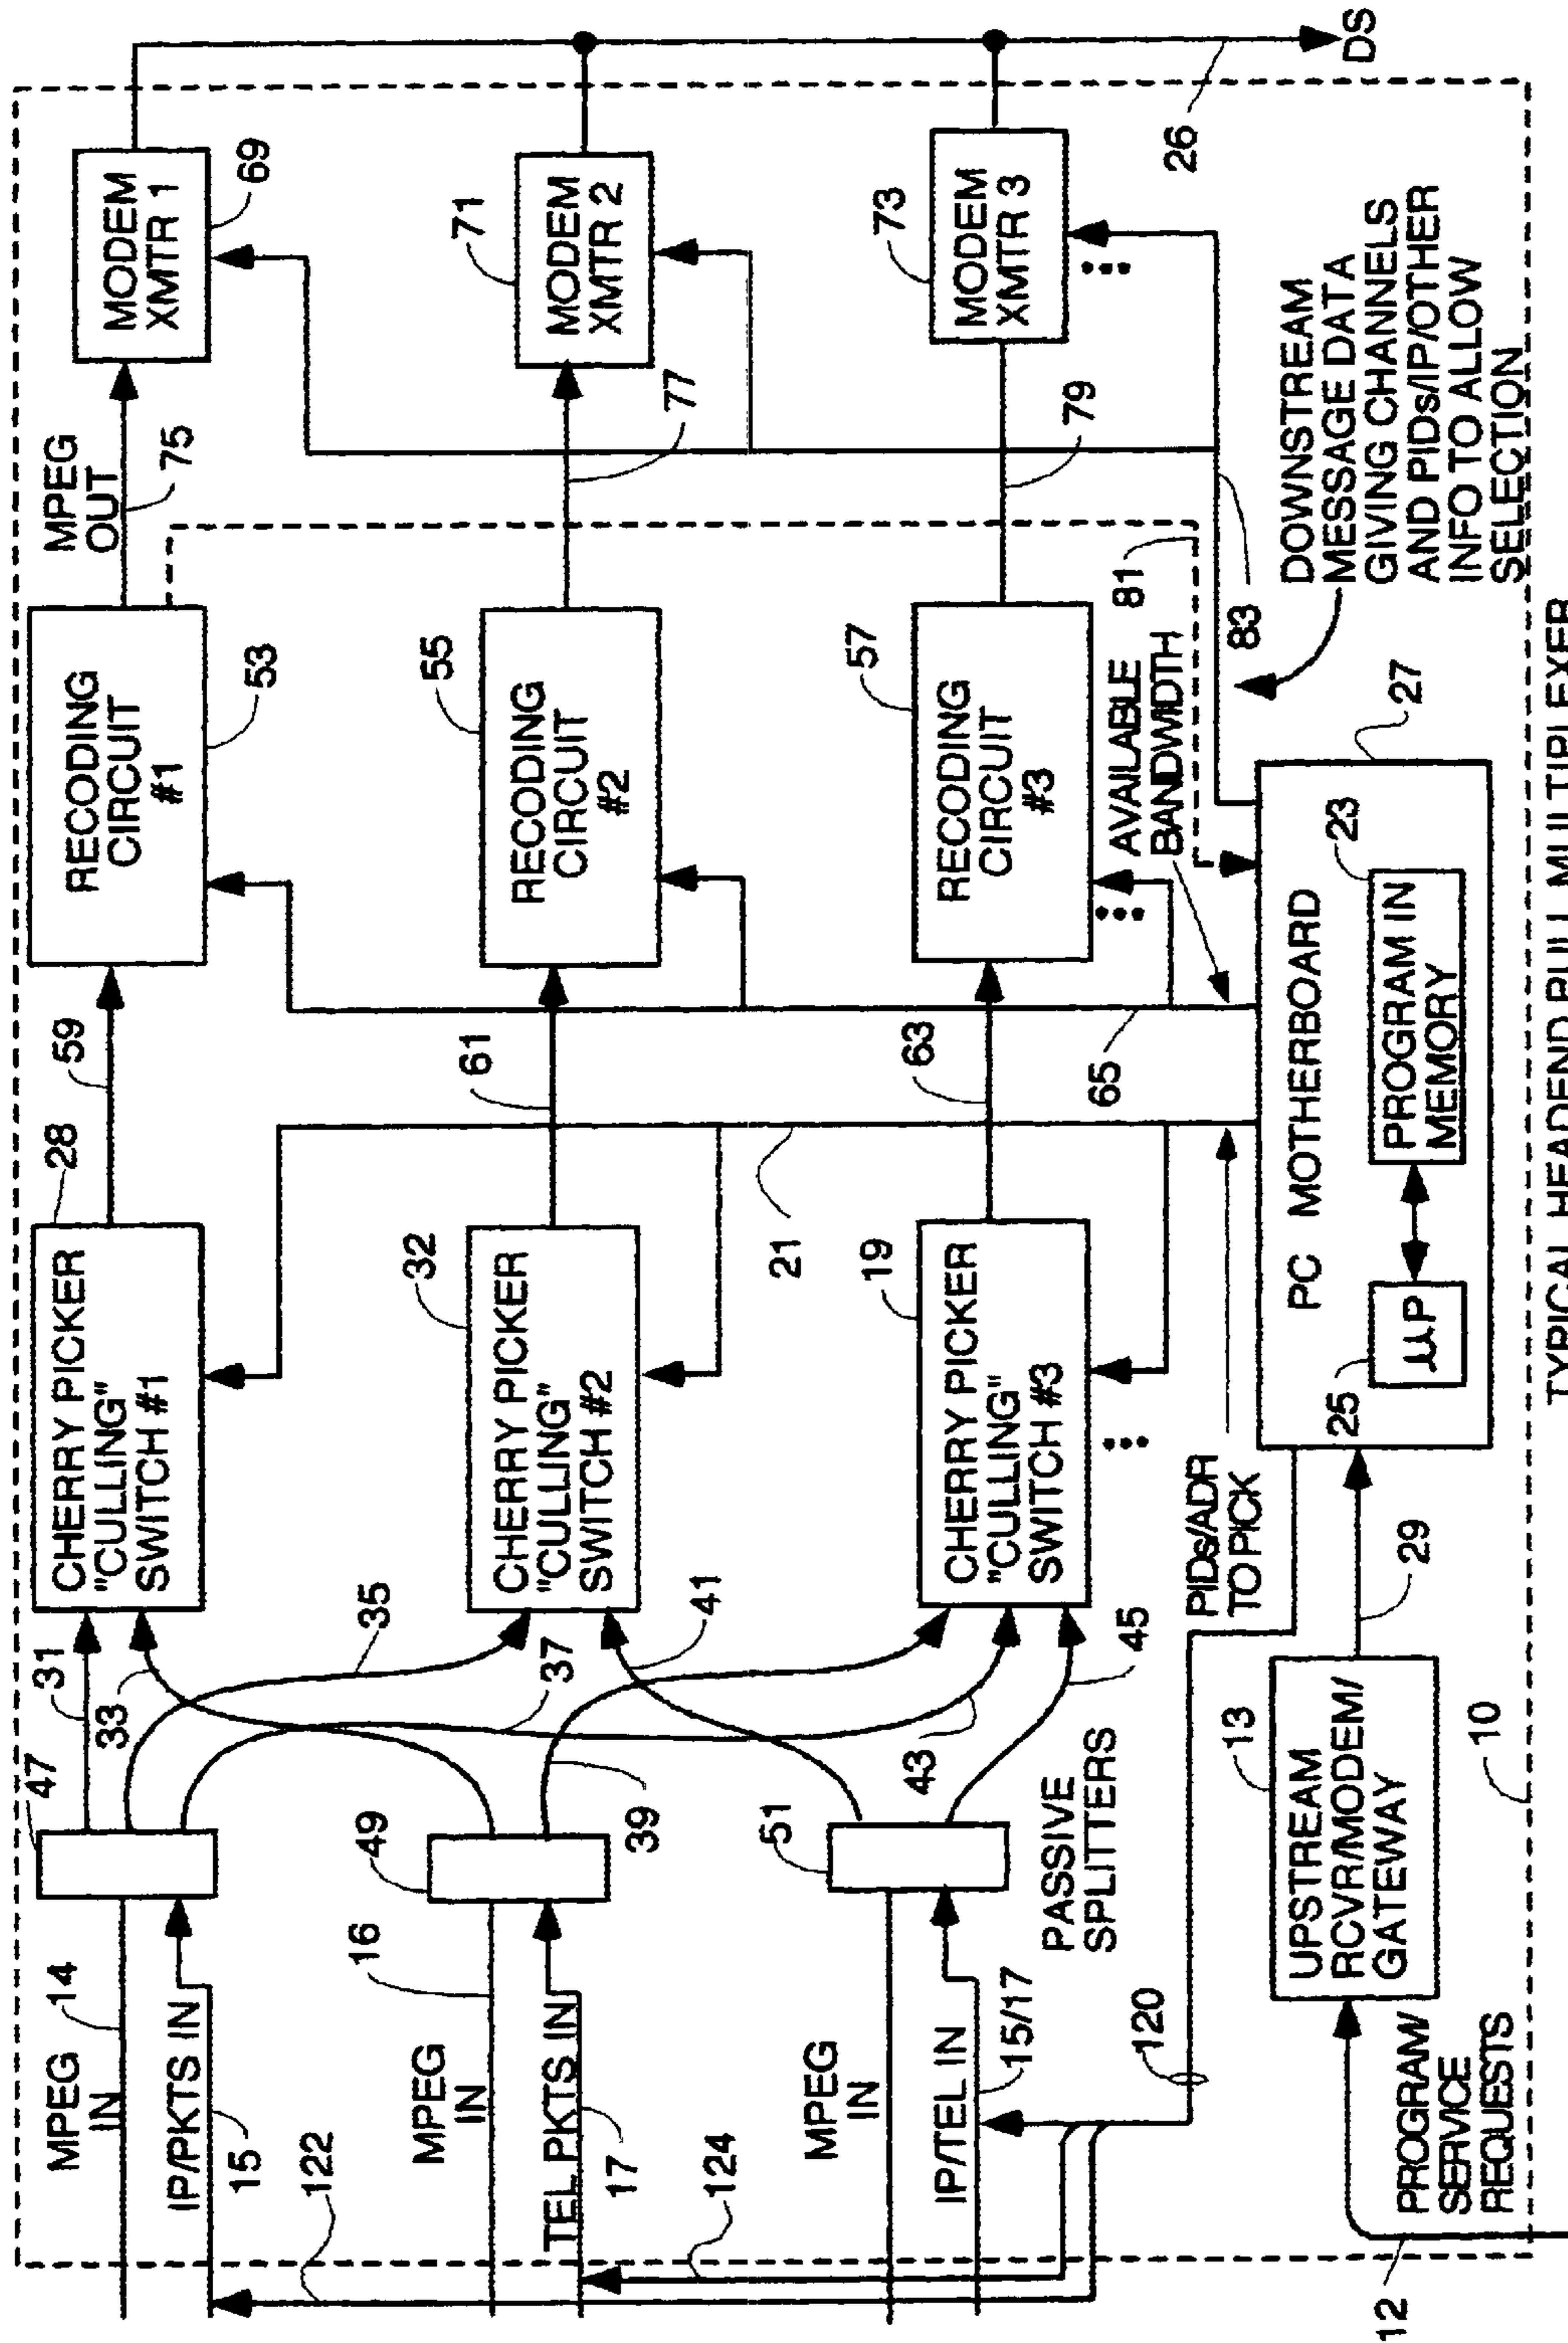 MPEG
IN
14
IP/PKTS IN
15
122
MPEG
IN
16
TEL PKTS IN
17
124
MPEG
IN
IP/TEL IN
15/17
120
PROGRAM/
SERVICE
REQUESTS
12
47
49
51
PASSIVE
SPLITTERS
UPSTREAM
RCVR/MODEM/
GATEWAY
13
10
31
33
35
37
39
41
43
45
29
CHERRY PICKER
"CULLING"
SWITCH #1
28
CHERRY PICKER
"CULLING"
SWITCH #2
32
CHERRY PICKER
"CULLING"
SWITCH #3
19
PIDs/ADR
TO PICK
21
59
61
63
65
PC MOTHERBOARD
25
μP
PROGRAM IN
MEMORY
23
27
RECODING
CIRCUIT
#1
53
RECODING
CIRCUIT
#2
55
RECODING
CIRCUIT
#3
57
AVAILABLE
BANDWIDTH
81
83
MPEG
OUT
75
77
79
MODEM
XMTR 1
69
MODEM
XMTR 2
71
MODEM
XMTR 3
73
DOWNSTREAM
MESSAGE DATA
GIVING CHANNELS
AND PIDs/IP/OTHER
INFO TO ALLOW
SELECTION
26
DS
TYPICAL HEADEND PULL MULTIPLEXER